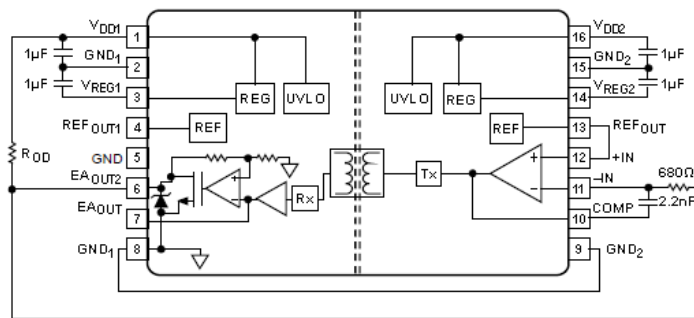 VDD1
1
1µF
GND1
2
1µF
VREG1
3
REG
UVLO
REFOUT1
4
REF
GND
5
ROD
EAOUT2
6
EAOUT
7
GND1
8
Rx
Tx
+
−
+
−
VDD2
16
1µF
GND2
15
1µF
VREG2
14
UVLO
REG
REF
13
REFOUT
12
+IN
11
−IN
680Ω
2.2nF
10
COMP
9
GND2